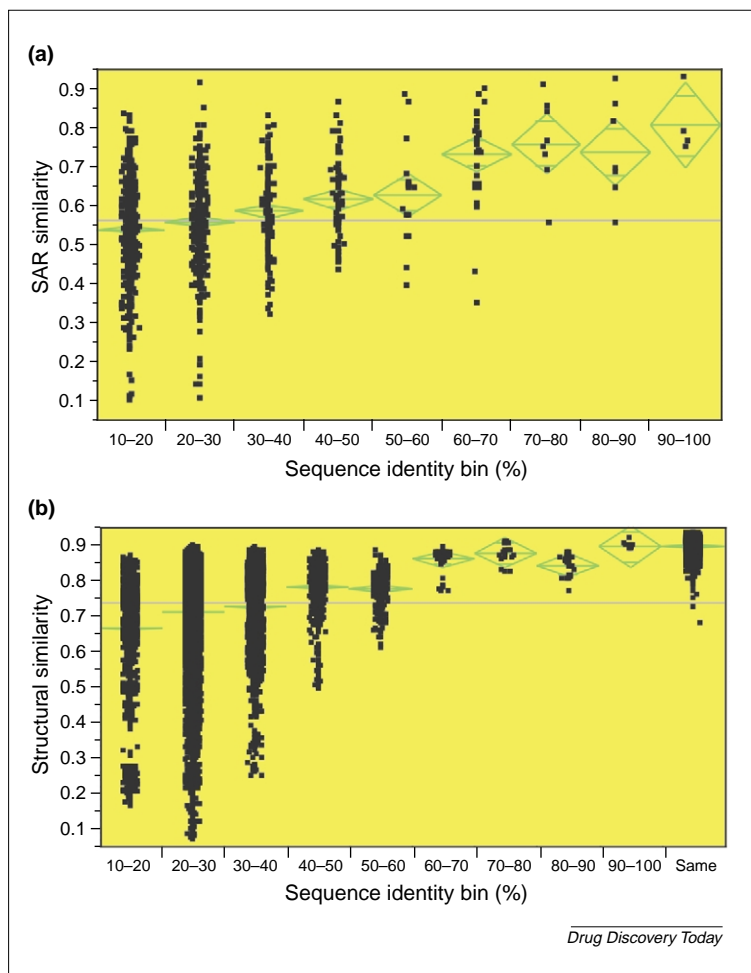 (a)
SAR similarity
0.9
0.8
0.7
0.6
0.5
0.4
0.3
0.2
0.1
10–20 20–30 30–40 40–50 50–60 60–70 70–80 80–90 90–100
Sequence identity bin (%)
(b)
Structural similarity
0.9
0.8
0.7
0.6
0.5
0.4
0.3
0.2
0.1
10–20 20–30 30–40 40–50 50–60 60–70 70–80 80–90 90–100 Same
Sequence identity bin (%)
Drug Discovery Today